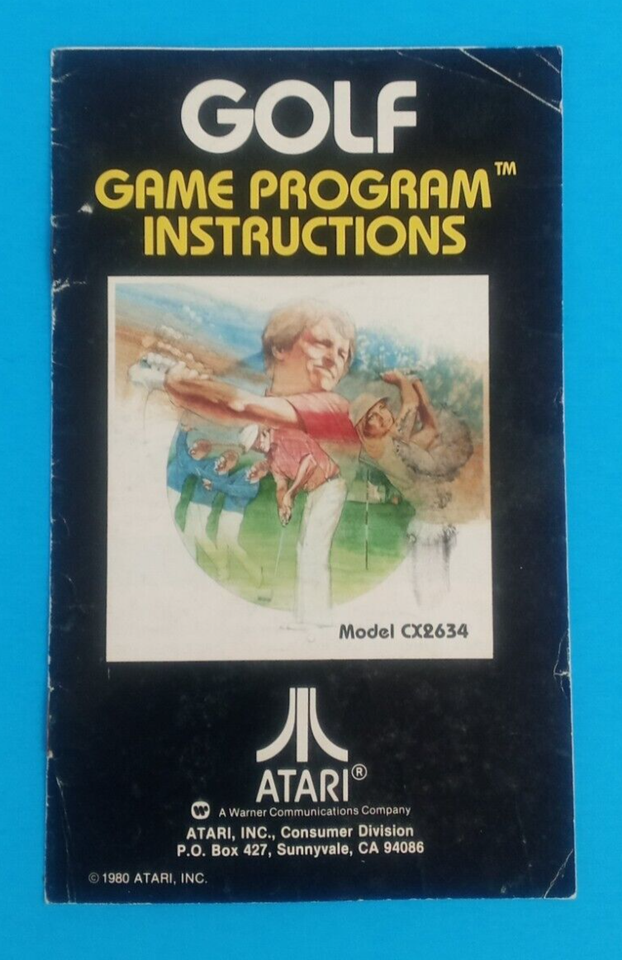 GOLF
GAME PROGRAM™
INSTRUCTIONS
Model CX2634
ATARI®
A Warner Communications Company
ATARI, INC., Consumer Division
P.O. Box 427, Sunnyvale, CA 94086
©1980 ATARI, INC.